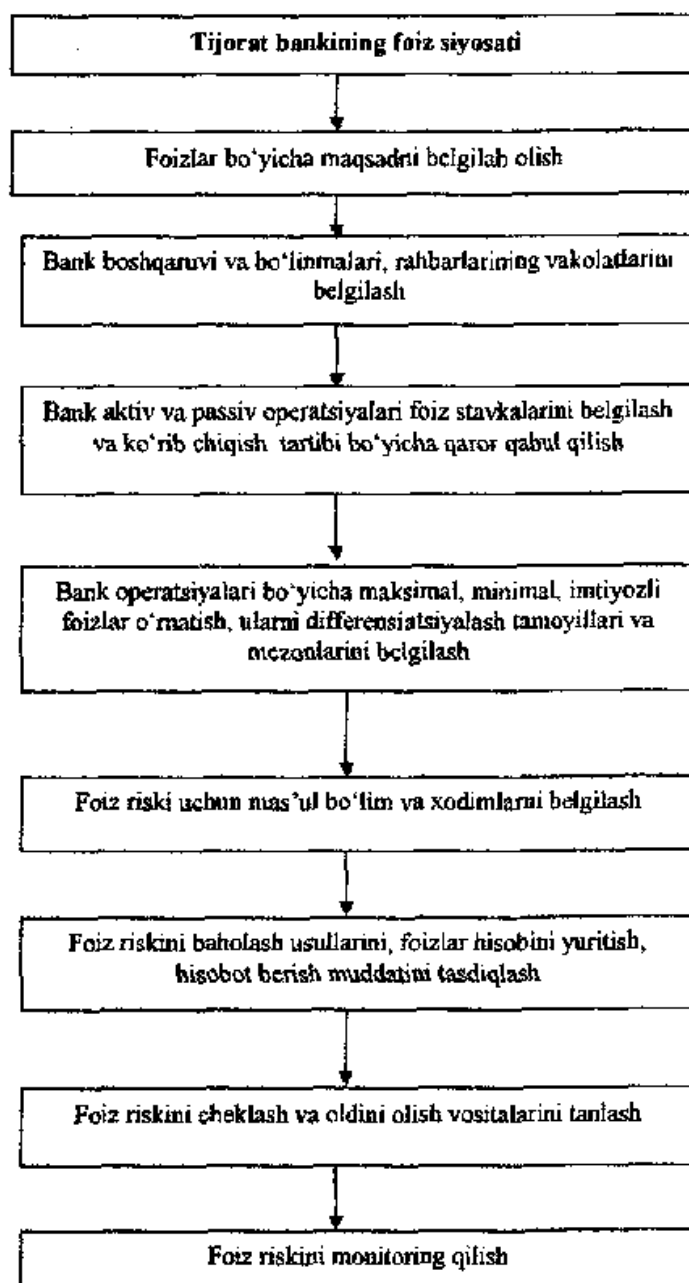 Tijorat bankining foiz siyosati
Foizlar bo‘yicha maqsadni belgilab olish
Bank boshqaruvi va bo‘linmalari, rahbarlarining vakolatlarini
belgilash
Bank aktiv va passiv operatsiyalari foiz stavkalarini belgilash
va ko‘rib chiqish tartibi bo‘yicha qaror qabul qilish
Bank operatsiyalari bo‘yicha maksimal, minimal, imtiyozli
foizlar o‘rnatish, ularni differensiatsiyalash tamoyillari va
mezonlarini belgilash
Foiz riski uchun mas’ul bo‘lim va xodimlarni belgilash
Foiz riskini baholash usullarini, foizlar hisobini yuritish,
hisobot berish muddatini tasdiqlash
Foiz riskini cheklash va oldini olish vositalarini tanlash
Foiz riskini monitoring qilish